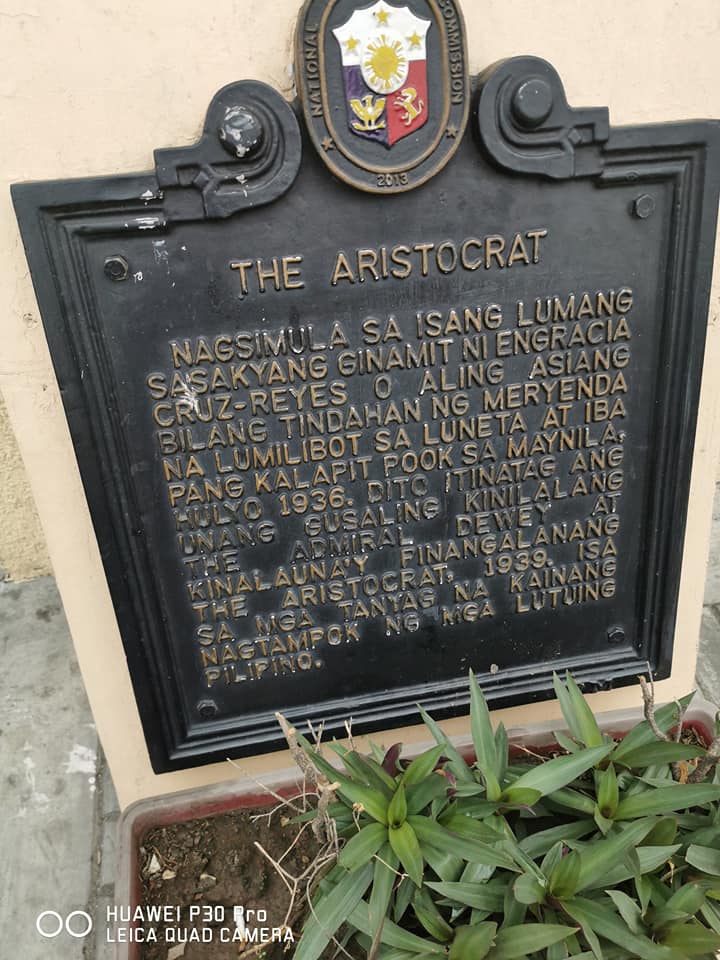 NATIONAL
COMMISSION
2013
THE ARISTOCRAT
NAGSIMULA SA ISANG LUMANG
SASAKYANG GINAMIT NI ENGRACIA
CRUZ-REYES O ALING ASIANG
BILANG TINDAHAN NG MERYENDA
NA LUMILIBOT SA LUNETA AT IBA
PANG KALAPIT POOK SA MAYNILA,
HULYO 1936. DITO ITINATAG ANG
UNANG GUSALING KINILALANG
THE ADMIRAL DEWEY AT
KINALAUNA'Y FINANGALANANG
THE ARISTOCRAT, 1939. ISA
SA MGA TANYAG NA KAINANG
NAGTAMPOK NG MGA LUTUING
PILIPINO.
HUAWEI P30 Pro
LEICA QUAD CAMERA